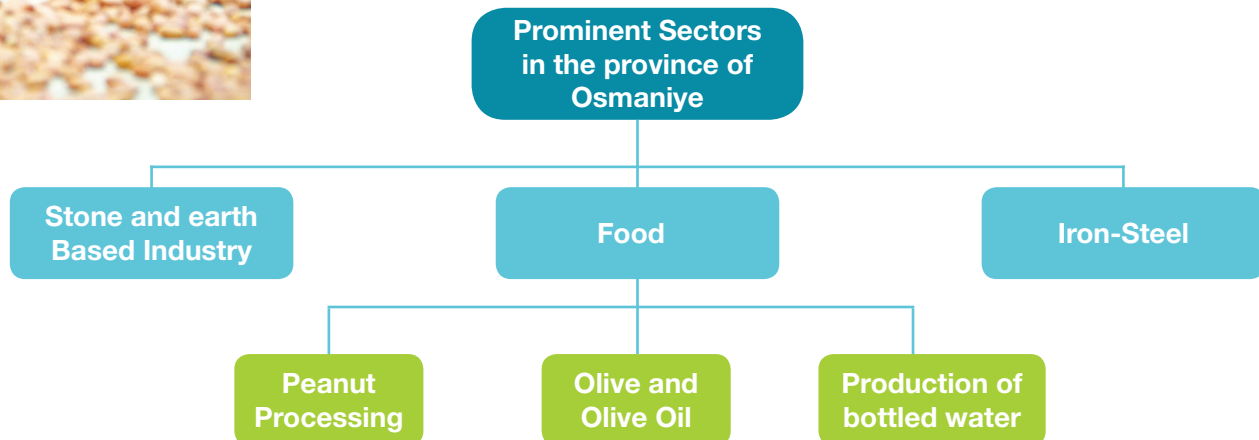 Prominent Sectors
in the province of
Osmaniye
Stone and earth
Based Industry
Food
Iron-Steel
Peanut
Processing
Olive and
Olive Oil
Production of
bottled water